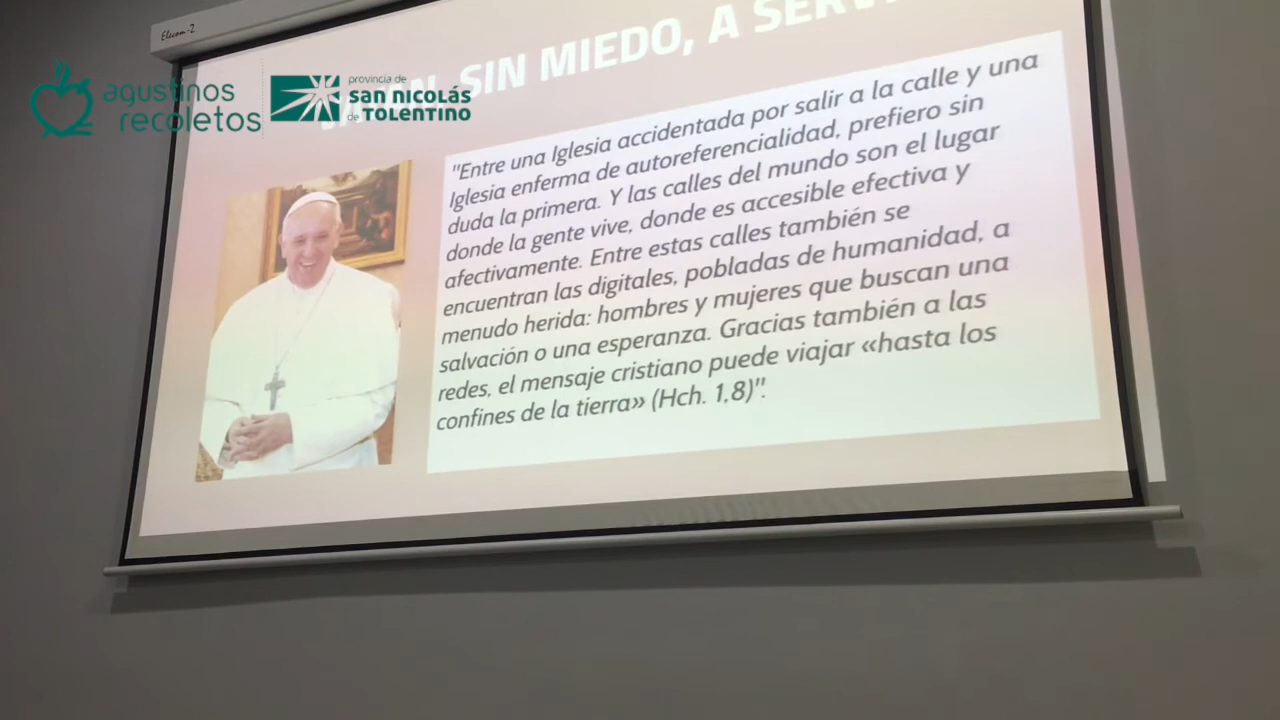 Elecom-2
agustinos
recoletos
provincia de
SAN NICOLÁS
de TOLENTINO
SIN MIEDO, A
"Entre una Iglesia accidentada por salir a la calle y una
Iglesia enferma de autoreferencialidad, prefiero sin
duda la primera. Y las calles del mundo son el lugar
donde la gente vive, donde es accesible efectiva y
afectivamente. Entre estas calles también se
encuentran las digitales, pobladas de humanidad, a
menudo herida: hombres y mujeres que buscan una
salvación o una esperanza. Gracias también a las
redes, el mensaje cristiano puede viajar «hasta los
confines de la tierra» (Hch. 1,8)".